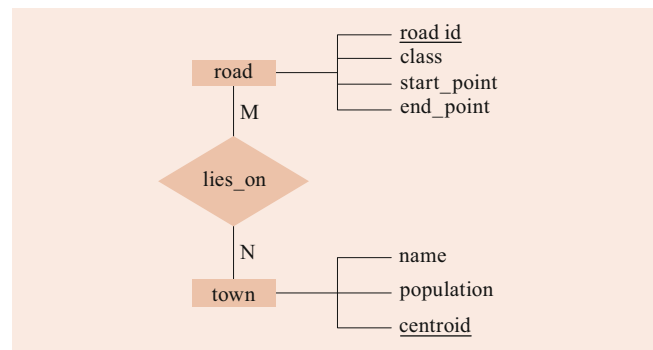 road id
class
road
start_point
end_point
M
lies_on
N
name
town
population
centroid